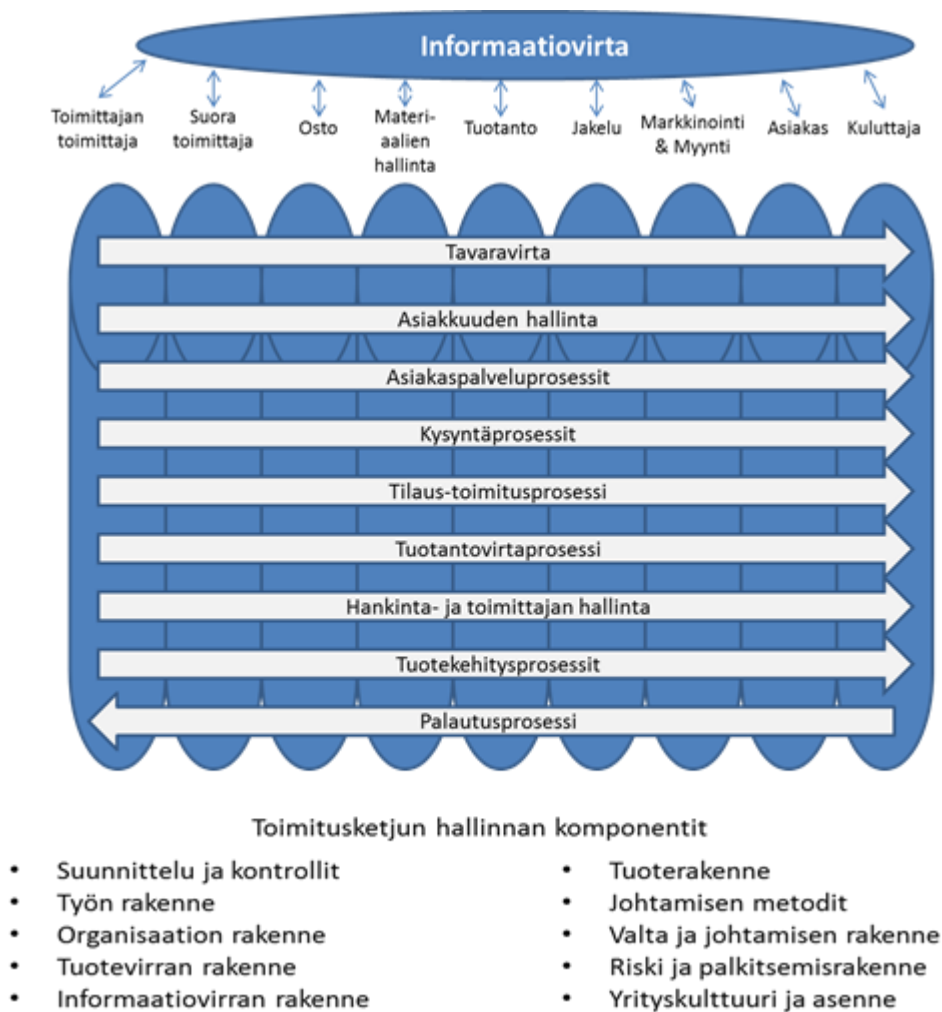 Informaatiovirta
Toimittajan
toimittaja
Suora
toimittaja
Osto
Materi-
aalien
hallinta
Tuotanto
Jakelu
Markkinointi
& Myynti
Asiakas
Kuluttaja
Tavaravirta
Asiakkuuden hallinta
Asiakaspalveluprosessit
Kysyntäprosessit
Tilaus-toimitusprosessi
Tuotantovirtaprosessi
Hankinta- ja toimittajan hallinta
Tuotekehitysprosessit
Palautusprosessi
Toimitusketjun hallinnan komponentit
• Suunnittelu ja kontrollit
• Työn rakenne
• Organisaation rakenne
• Tuotevirran rakenne
• Informaatiovirran rakenne
• Tuoterakenne
• Johtamisen metodit
• Valta ja johtamisen rakenne
• Riski ja palkitsemisrakenne
• Yrityskulttuuri ja asenne